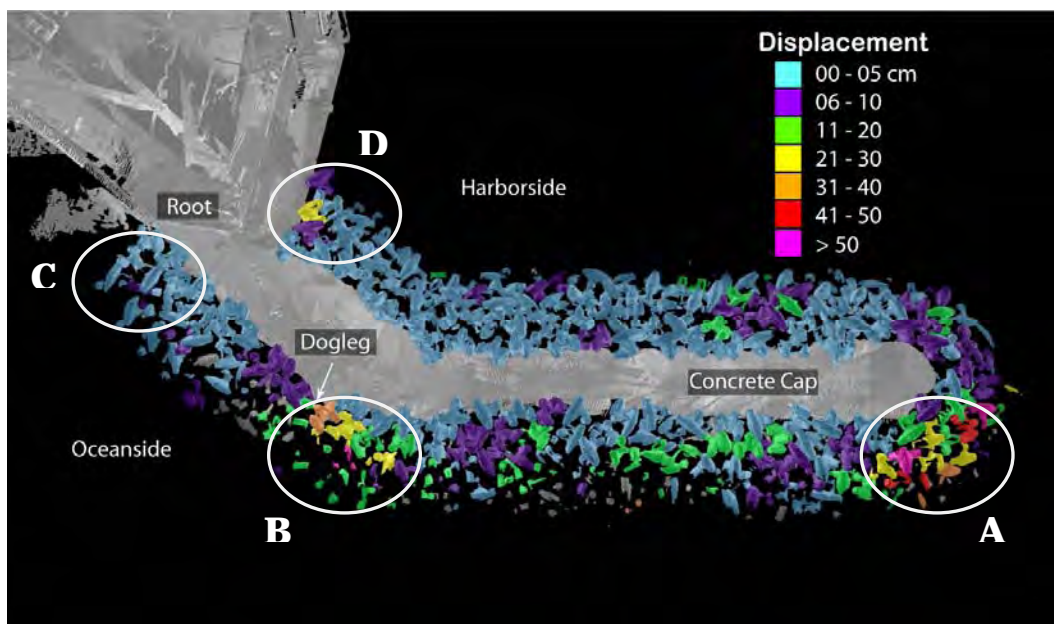 Displacement
00 - 05 cm
06 - 10
11 - 20
21 - 30
31 - 40
41 - 50
> 50
D
Harborside
Root
C
Dogleg
Concrete Cap
Oceanside
B
A